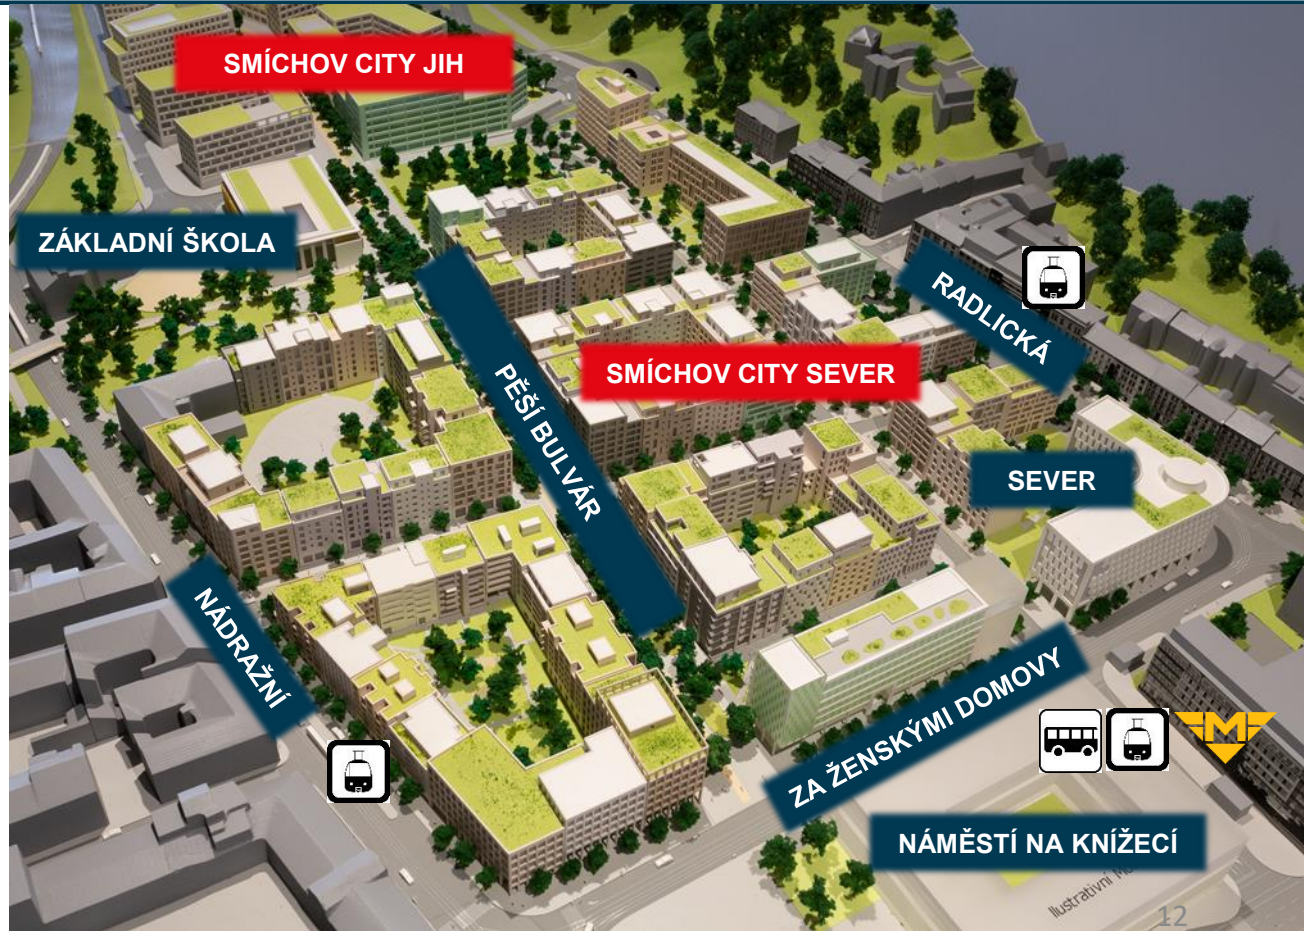 SMÍCHOV CITY JIH
ZÁKLADNÍ ŠKOLA
RADLICKÁ
PĚŠÍ BULVÁR
SMÍCHOV CITY SEVER
SEVER
NÁDRAŽNÍ
ZA ŽENSKÝMI DOMOVY
M
NÁMĚSTÍ NA KNÍŽECÍ
Ilustrativní
12